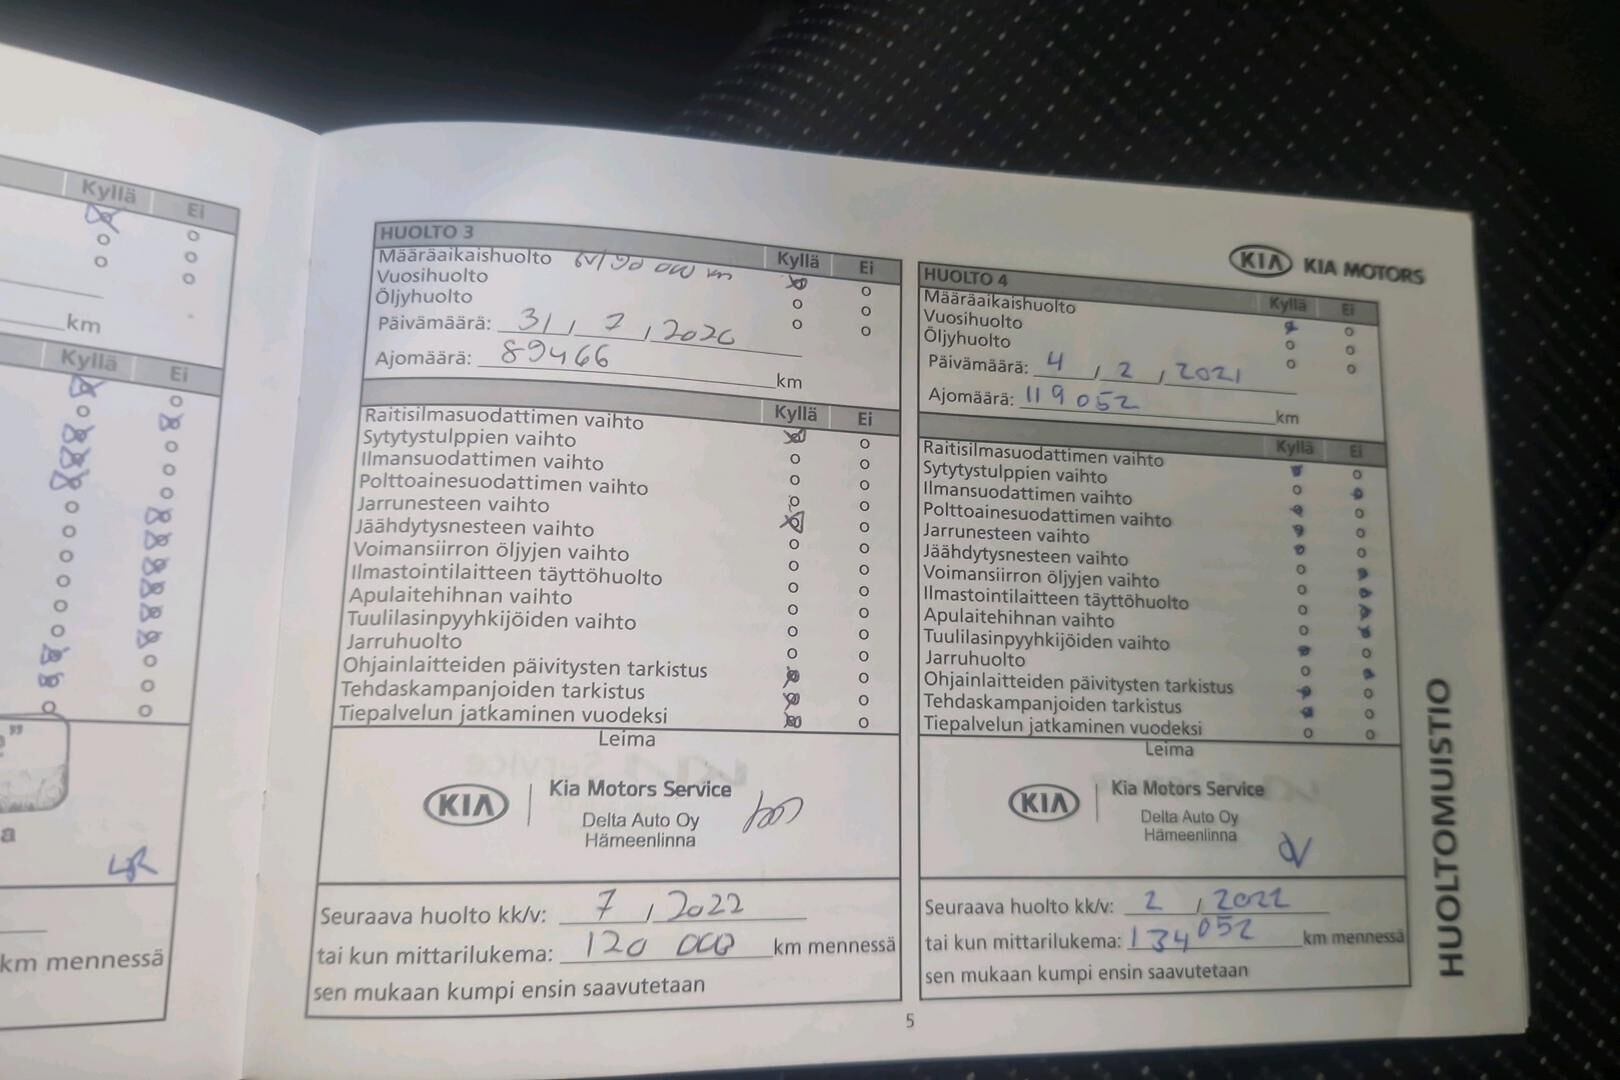 Kyllä Ei
km
Kyllä Ei
”
a
km mennessä
HUOLTO 3
Kyllä Ei
Määräaikaishuolto 6v/90 000 km
Vuosihuolto
Öljyhuolto
Päivämäärä: 31 / 7 / 2020
Ajomäärä: 89466 km
Kyllä Ei
Raitisilmasuodattimen vaihto
Sytytystulppien vaihto
Ilmansuodattimen vaihto
Polttoainesuodattimen vaihto
Jarrunesteen vaihto
Jäähdytysnesteen vaihto
Voimansiirron öljyjen vaihto
Ilmastointilaitteen täyttöhuolto
Apulaitehihnan vaihto
Tuulilasinpyyhkijöiden vaihto
Jarruhuolto
Ohjainlaitteiden päivitysten tarkistus
Tehdaskampanjoiden tarkistus
Tiepalvelun jatkaminen vuodeksi
Leima
KIA Kia Motors Service
Delta Auto Oy
Hämeenlinna
Seuraava huolto kk/v: 7 / 2022
tai kun mittarilukema: 120 000 km mennessä
sen mukaan kumpi ensin saavutetaan
KIA KIA MOTORS
HUOLTO 4
Kyllä Ei
Määräaikaishuolto
Vuosihuolto
Öljyhuolto
Päivämäärä: 4 / 2 / 2021
Ajomäärä: 119052 km
Kyllä Ei
Raitisilmasuodattimen vaihto
Sytytystulppien vaihto
Ilmansuodattimen vaihto
Polttoainesuodattimen vaihto
Jarrunesteen vaihto
Jäähdytysnesteen vaihto
Voimansiirron öljyjen vaihto
Ilmastointilaitteen täyttöhuolto
Apulaitehihnan vaihto
Tuulilasinpyyhkijöiden vaihto
Jarruhuolto
Ohjainlaitteiden päivitysten tarkistus
Tehdaskampanjoiden tarkistus
Tiepalvelun jatkaminen vuodeksi
Leima
KIA Kia Motors Service
Delta Auto Oy
Hämeenlinna
Seuraava huolto kk/v: 2 / 2022
tai kun mittarilukema: 134052 km mennessä
sen mukaan kumpi ensin saavutetaan
HUOLTOMUISTIO
5